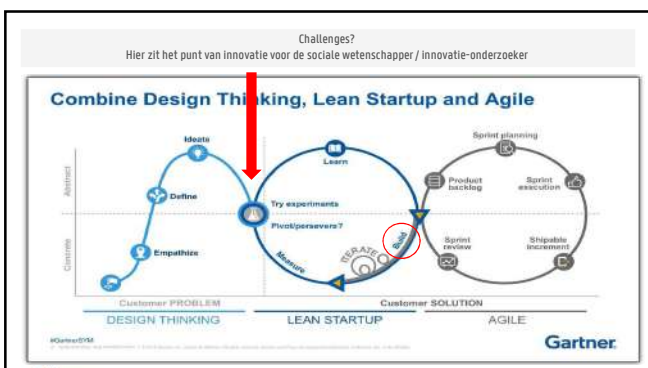 Challenges?
Hier zit het punt van innovatie voor de sociale wetenschapper / innovatie-onderzoeker
Combine Design Thinking, Lean Startup and Agile
Abstract
Concrete
Ideate
Define
Empathize
Try experiments
Pivot/persevere?
Learn
Measure
ITERATE
Build
Sprint planning
Product
backlog
Sprint
execution
Sprint
review
Shipable
increment
Customer PROBLEM
Customer SOLUTION
DESIGN THINKING
LEAN STARTUP
AGILE
#GartnerSYM
Gartner